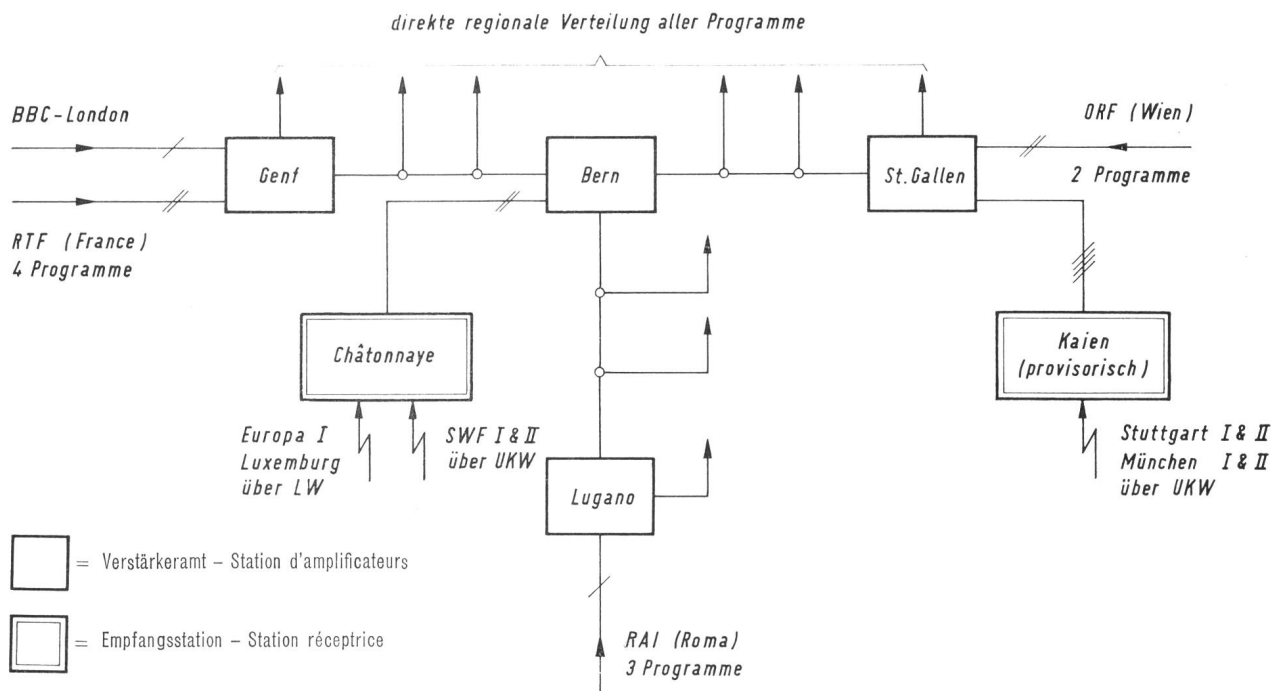 direkte regionale Verteilung aller Programme
BBC-London
ORF (Wien)
Genf
Bern
St.Gallen
2 Programme
RTF (France)
4 Programme
Châtonnaye
Kaien
(provisorisch)
Europa I
Luxemburg
über LW
SWF I & II
über UKW
Stuttgart I & II
München I & II
über UKW
Lugano
= Verstärkeramt – Station d'amplificateurs
= Empfangsstation – Station réceptrice
RAI (Roma)
3 Programme